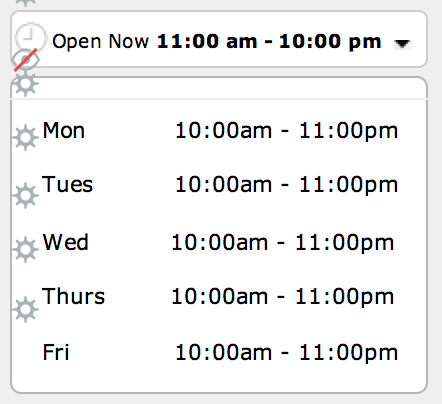 Open Now 11:00 am - 10:00 pm
Mon 10:00am - 11:00pm
Tues 10:00am - 11:00pm
Wed 10:00am - 11:00pm
Thurs 10:00am - 11:00pm
Fri 10:00am - 11:00pm